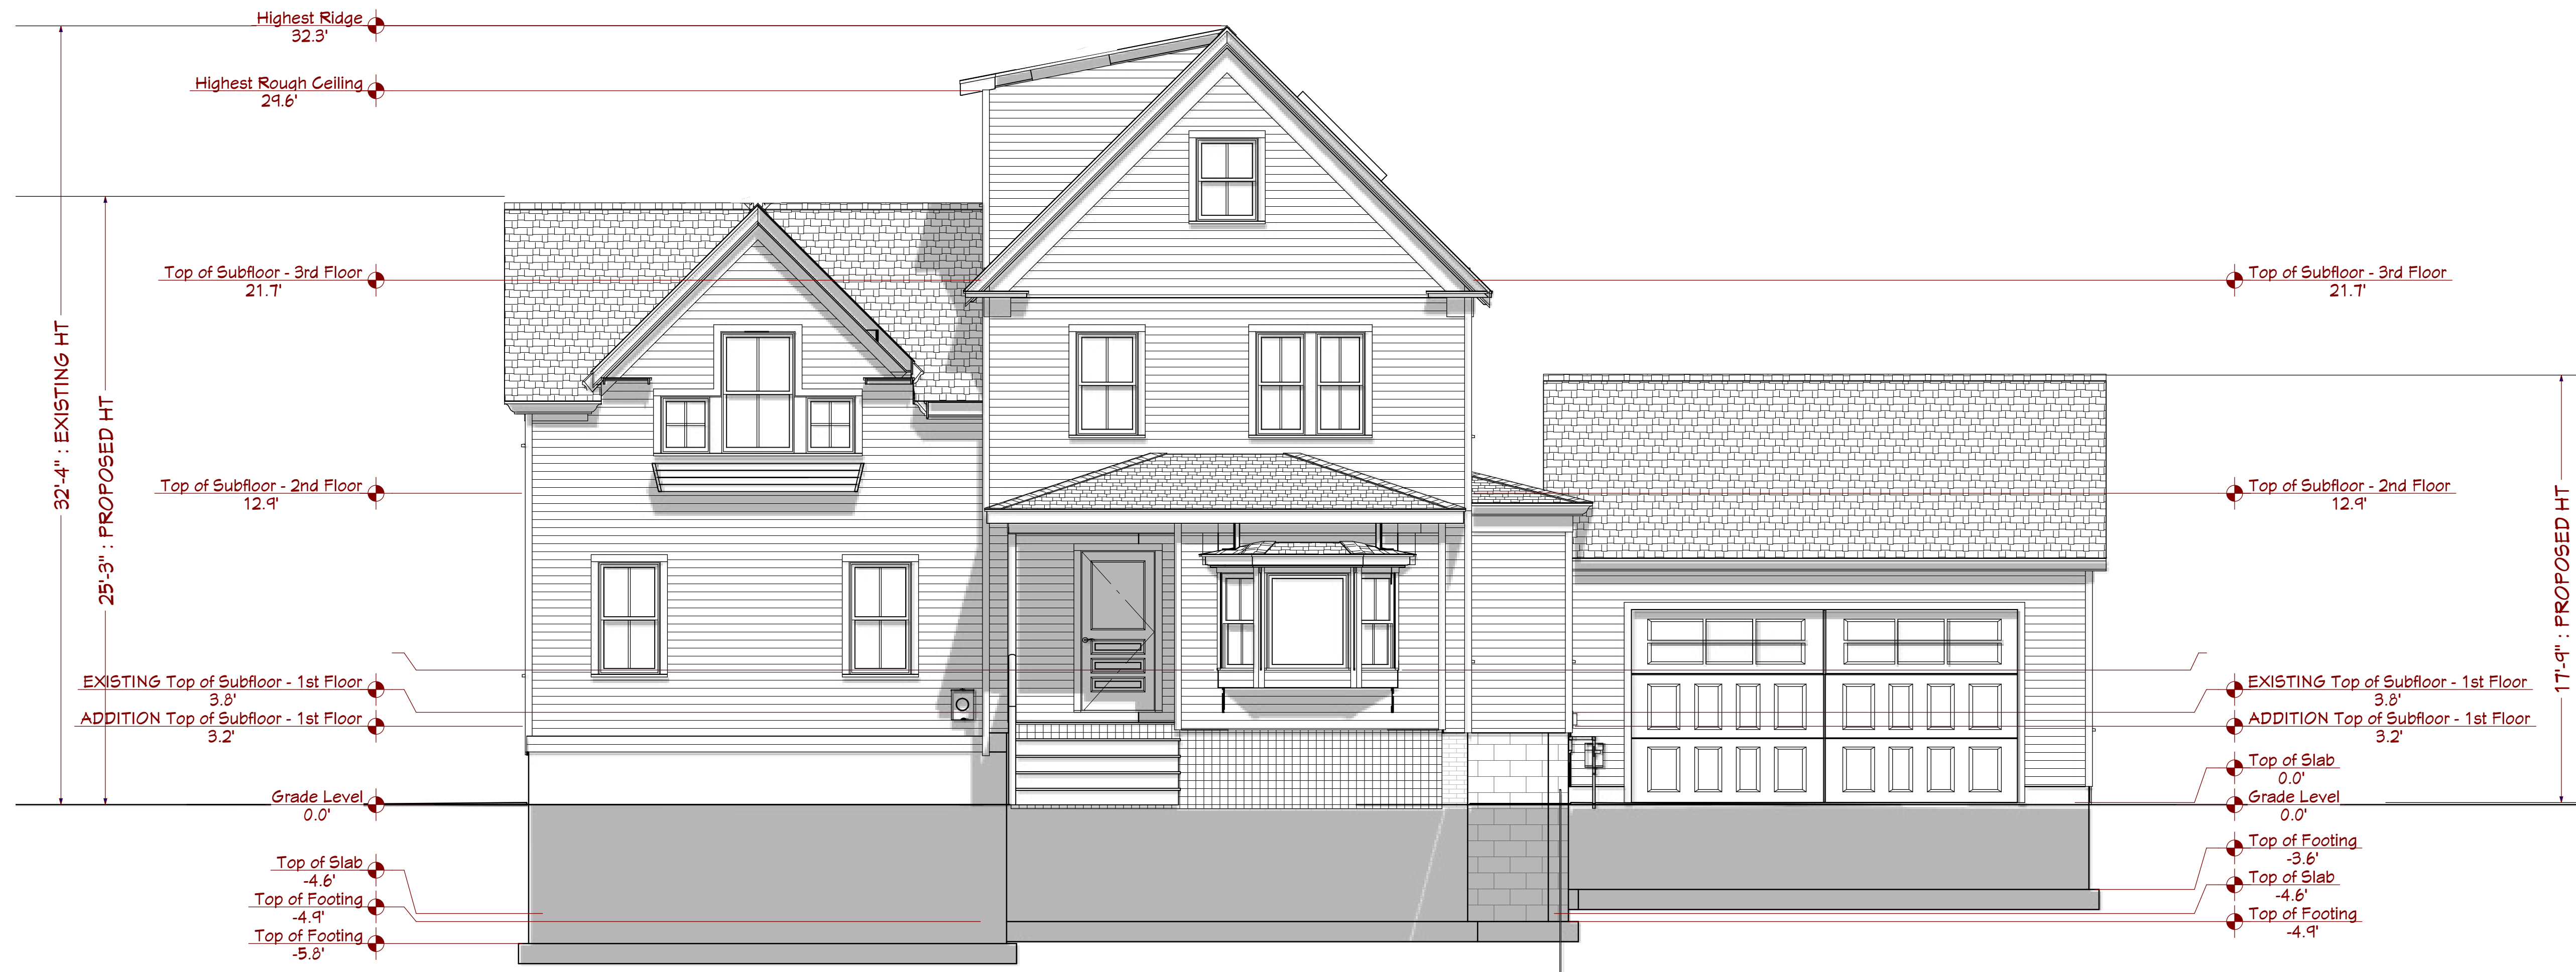 Highest Ridge
32.3'
Highest Rough Ceiling
29.6'
32'-4" : EXISTING HT
25'-3" : PROPOSED HT
Top of Subfloor - 3rd Floor
21.7'
Top of Subfloor - 2nd Floor
12.9'
EXISTING Top of Subfloor - 1st Floor
3.8'
ADDITION Top of Subfloor - 1st Floor
3.2'
Grade Level
0.0'
Top of Slab
-4.6'
Top of Footing
-4.9'
Top of Footing
-5.8'
Top of Subfloor - 3rd Floor
21.7'
Top of Subfloor - 2nd Floor
12.9'
17'-9" : PROPOSED HT
EXISTING Top of Subfloor - 1st Floor
3.8'
ADDITION Top of Subfloor - 1st Floor
3.2'
Top of Slab
0.0'
Grade Level
0.0'
Top of Footing
-3.6'
Top of Slab
-4.6'
Top of Footing
-4.9'